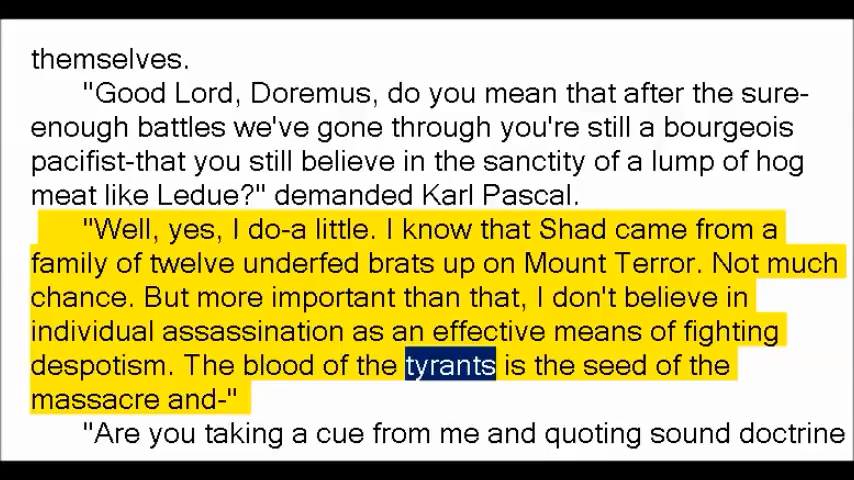 themselves.
"Good Lord, Doremus, do you mean that after the sure-
enough battles we've gone through you're still a bourgeois
pacifist-that you still believe in the sanctity of a lump of hog
meat like Ledue?" demanded Karl Pascal.
"Well, yes, I do-a little. I know that Shad came from a
family of twelve underfed brats up on Mount Terror. Not much
chance. But more important than that, I don't believe in
individual assassination as an effective means of fighting
despotism. The blood of the tyrants is the seed of the
massacre and-"
"Are you taking a cue from me and quoting sound doctrine